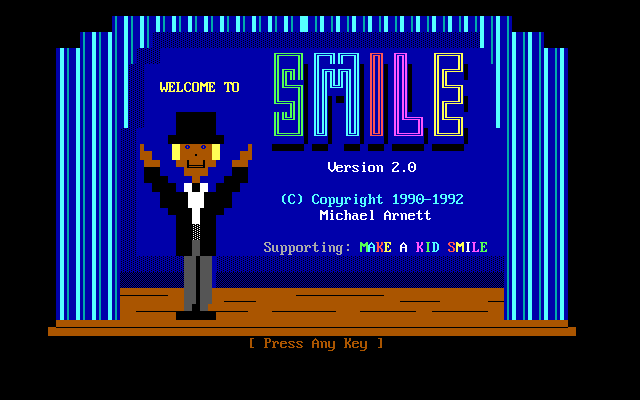 WELCOME TO
SMILE
Version 2.0
(C) Copyright 1990-1992
Michael Arnett
Supporting: MAKE A KID SMILE
[ Press Any Key ]